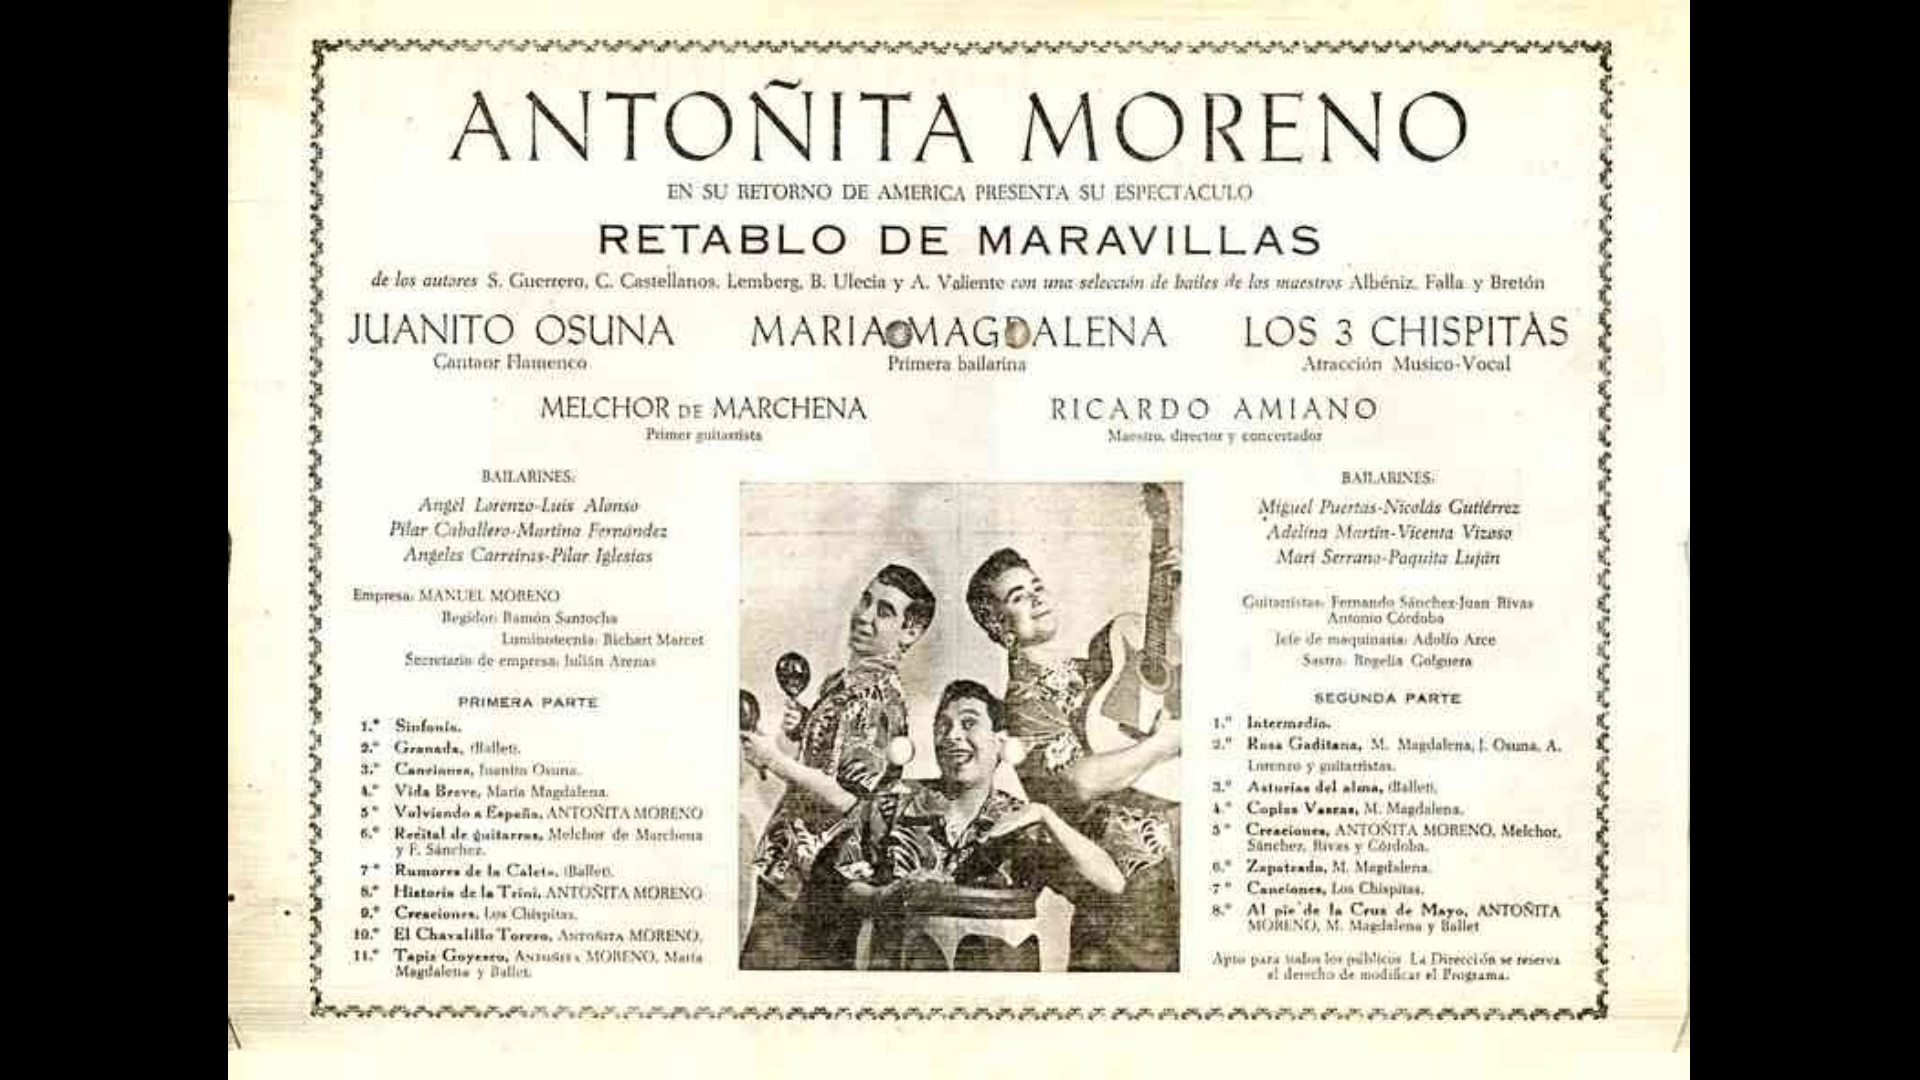 ANTOÑITA MORENO
EN SU RETORNO DE AMERICA PRESENTA SU ESPECTACULO
RETABLO DE MARAVILLAS
de los autores S. Guerrero, C. Castellanos, Lemberg, B. Ulecia y A. Valiente con una selección de bailes de los maestros Albéniz, Falla y Bretón
JUANITO OSUNA
Cantaor Flamenco
MARIA MAGDALENA
Primera bailarina
LOS 3 CHISPITAS
Atracción Musico-Vocal
MELCHOR DE MARCHENA
Primer guitarrista
RICARDO AMIANO
Maestro, director y concertador
BAILARINES:
Angel Lorenzo-Luis Alonso
Pilar Caballero-Martina Fernández
Angeles Carreiras-Pilar Iglesias
Empresa: MANUEL MORENO
Regidor: Ramón Santocha
Luminotecnia: Richart Marcet
Secretario de empresa: Julián Arenas
PRIMERA PARTE
1.º Sinfonía.
2.º Granada, (Ballet).
3.º Canciones, Juanito Osuna.
4.º Vida Breve, María Magdalena.
5º Volviendo a España, ANTOÑITA MORENO
6.º Recital de guitarras, Melchor de Marchena
y F. Sánchez.
7º Rumores de la Caleta, (Ballet).
8.º Historia de la Trini, ANTOÑITA MORENO
9.º Creaciones, Los Chispitas.
10.º El Chavalillo Torero, ANTOÑITA MORENO.
11.º Tapiz Goyesco, ANTOÑITA MORENO, María
Magdalena y Ballet.
BAILARINES:
Miguel Puertas-Nicolás Gutiérrez
Adelina Martín-Vicenta Vizoso
Mari Serrano-Paquita Luján
Guitarristas: Fernando Sánchez-Juan Rivas
Antonio Córdoba
Jefe de maquinaria: Adolfo Arce
Sastra: Rogelia Golguera
SEGUNDA PARTE
1.º Intermedio.
2.º Rosa Gaditana, M. Magdalena, J. Osuna, A.
Lorenzo y guitarristas.
3.º Asturias del alma, (Ballet).
4.º Coplas Vascas, M. Magdalena.
5º Creaciones, ANTOÑITA MORENO, Melchor,
Sánchez, Rivas y Córdoba.
6.º Zapateado, M. Magdalena.
7º Canciones, Los Chispitas.
8.º Al pie de la Cruz de Mayo, ANTOÑITA
MORENO, M. Magdalena y Ballet
Apto para todos los públicos La Dirección se reserva
el derecho de modificar el Programa.